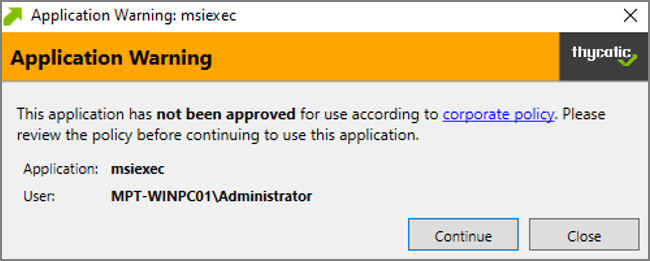 Application Warning: msiexec
Application Warning
thycotic
This application has not been approved for use according to corporate policy. Please
review the policy before continuing to use this application.
Application: msiexec
User: MPT-WINPC01\Administrator
Continue Close